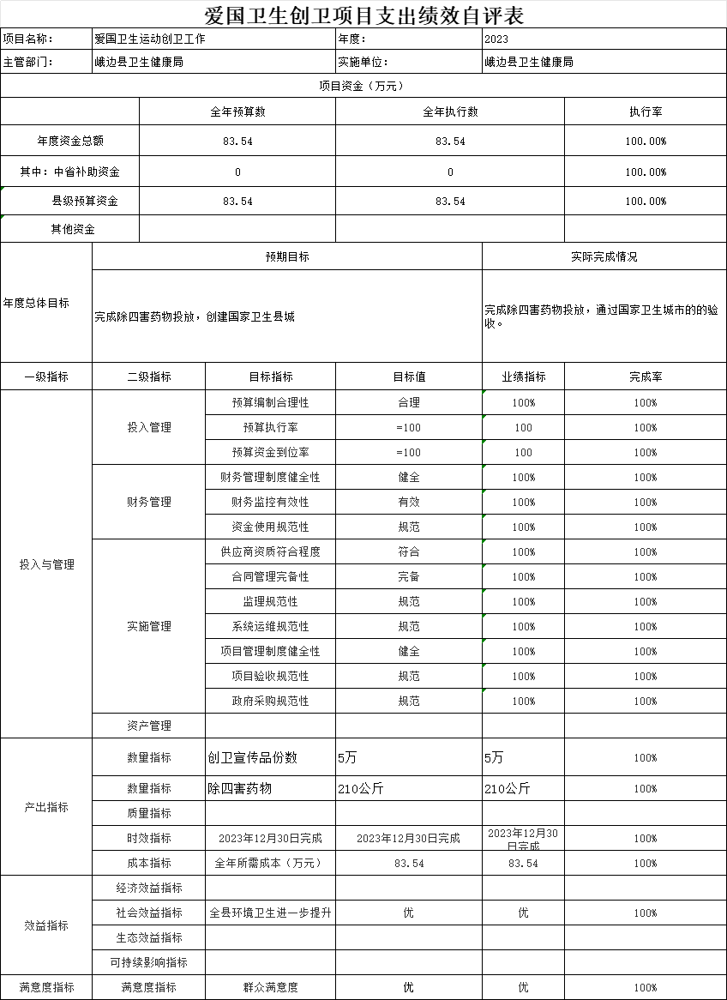 爱国卫生创卫项目支出绩效自评表
项目名称： 爱国卫生运动创卫工作 年度： 2023
主管部门： 峨边县卫生健康局 实施单位： 峨边县卫生健康局
项目资金（万元）
全年预算数 全年执行数 执行率
年度资金总额 83.54 83.54 100.00%
其中：中省补助资金 0 0 100.00%
县级预算资金 83.54 83.54 100.00%
其他资金
年度总体目标 预期目标 实际完成情况
完成除四害药物投放，创建国家卫生县城 完成除四害药物投放，通过国家卫生城市的的验
收。
一级指标 二级指标 目标指标 目标值 业绩指标 完成率
投入与管理 投入管理 预算编制合理性 合理 100% 100%
预算执行率 =100 100 100%
预算资金到位率 =100 100 100%
财务管理 财务管理制度健全性 健全 100% 100%
财务监控有效性 有效 100% 100%
资金使用规范性 规范 100% 100%
实施管理 供应商资质符合程度 符合 100% 100%
合同管理完备性 完备 100% 100%
监理规范性 规范 100% 100%
系统运维规范性 规范 100% 100%
项目管理制度健全性 健全 100% 100%
项目验收规范性 规范 100% 100%
政府采购规范性 规范 100% 100%
资产管理
产出指标 数量指标 创卫宣传品份数 5万 5万 100%
数量指标 除四害药物 210公斤 210公斤 100%
质量指标
时效指标 2023年12月30日完成 2023年12月30日完成 2023年12月30
日完成 100%
成本指标 全年所需成本（万元） 83.54 83.54 100%
效益指标 经济效益指标
社会效益指标 全县环境卫生进一步提升 优 优 100%
生态效益指标
可持续影响指标
满意度指标 满意度指标 群众满意度 优 优 100%